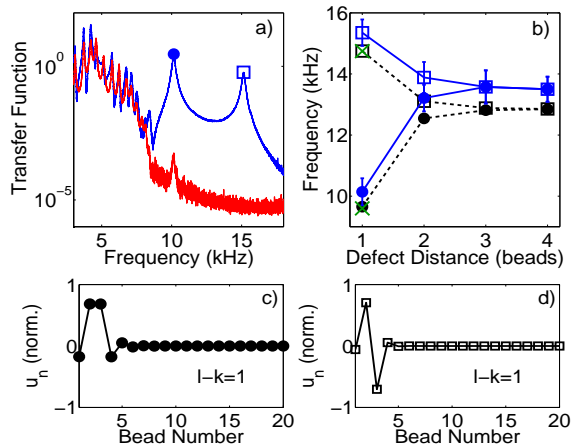 a)
Transfer Function
10^0
10^-5
5
10
15
Frequency (kHz)
b)
Frequency (kHz)
16
14
12
10
1
2
3
4
Defect Distance (beads)
c)
u_n (norm.)
1
0
−1
5
10
15
20
l−k=1
Bead Number
d)
u_n (norm.)
1
0
−1
5
10
15
20
l−k=1
Bead Number